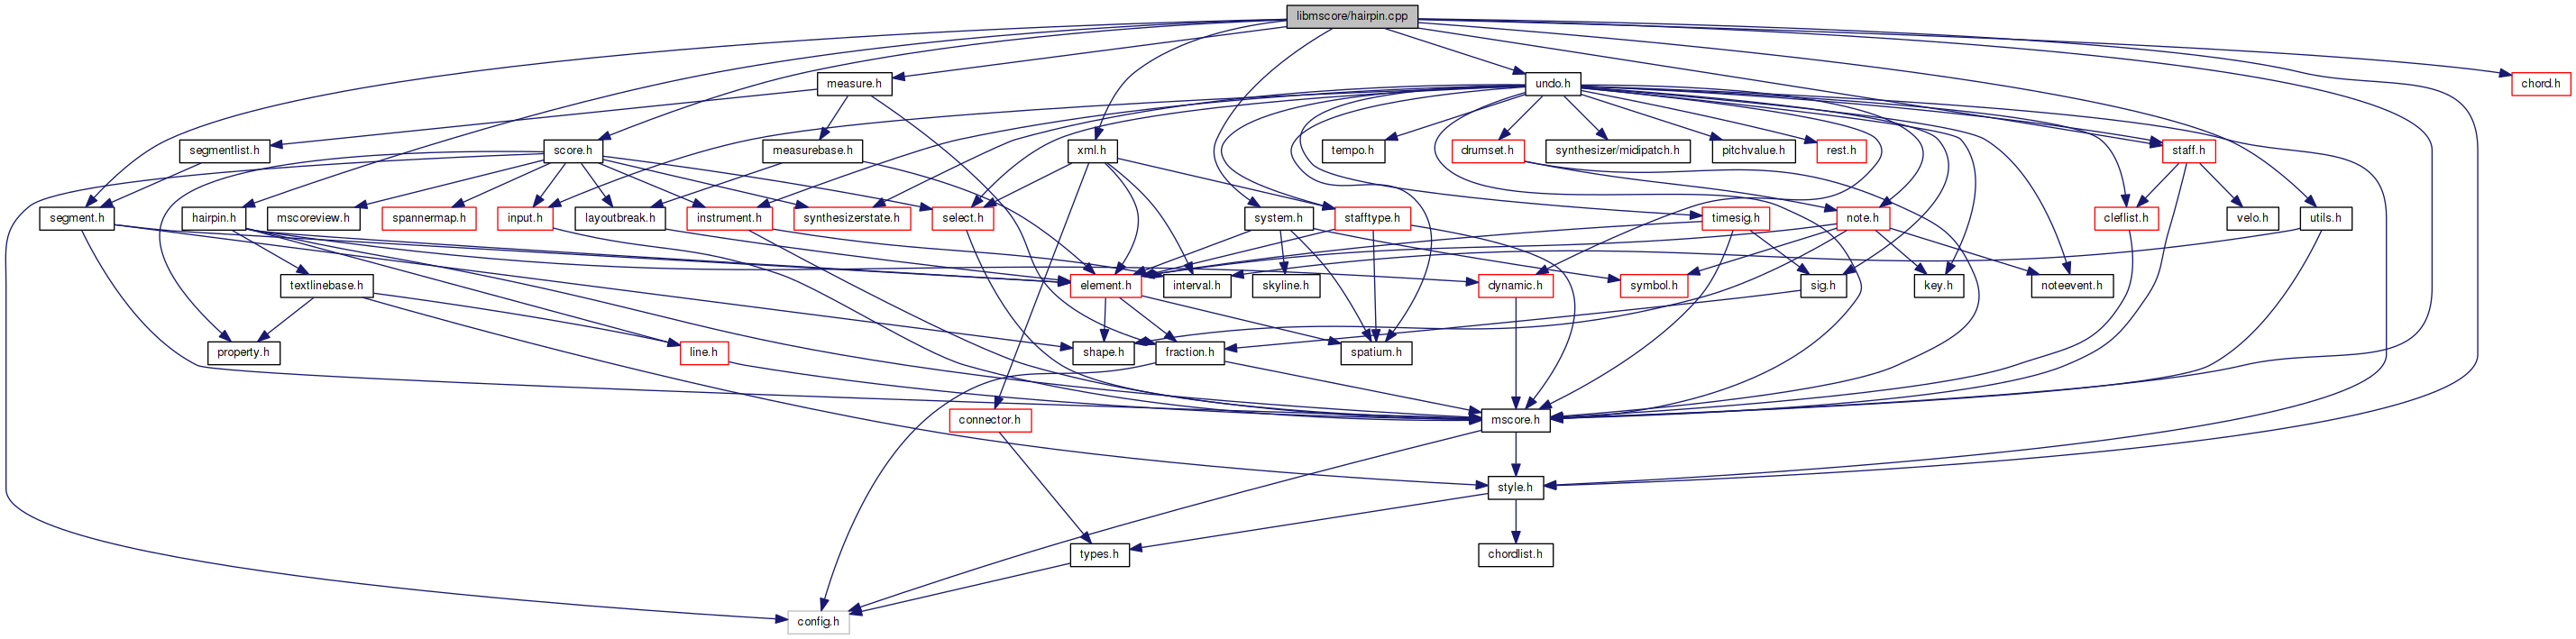 libmscore/hairpin.cpp
measure.h
undo.h
chord.h
segmentlist.h
score.h
measurebase.h
xml.h
tempo.h
drumset.h
synthesizer/midipatch.h
pitchvalue.h
rest.h
staff.h
segment.h
hairpin.h
mscoreview.h
spannermap.h
input.h
layoutbreak.h
instrument.h
synthesizerstate.h
select.h
system.h
stafftype.h
timesig.h
note.h
cleflist.h
velo.h
utils.h
textlinebase.h
element.h
interval.h
skyline.h
dynamic.h
symbol.h
sig.h
key.h
noteevent.h
property.h
line.h
shape.h
fraction.h
spatium.h
connector.h
mscore.h
style.h
types.h
chordlist.h
config.h